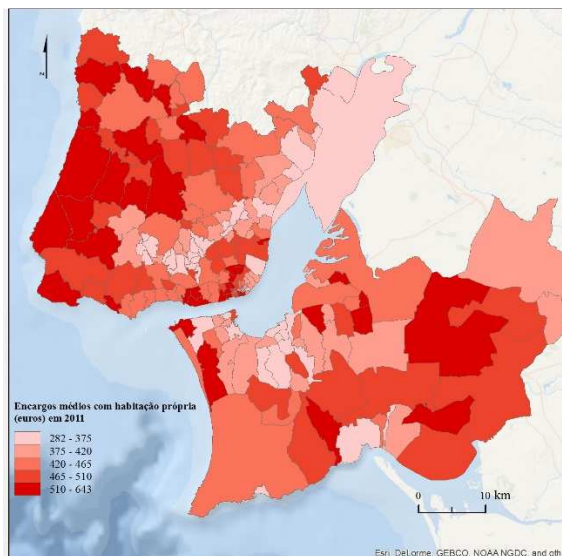 z
Encargos médios com habitação própria
(euros) em 2011
282 - 375
375 - 420
420 - 465
465 - 510
510 - 643
0 10 km
Esri, DeLorme, GEBCO, NOAA NGDC, and oth